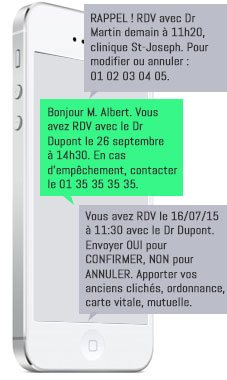 RAPPEL ! RDV avec Dr
Martin demain à 11h20,
clinique St-Joseph. Pour
modifier ou annuler :
01 02 03 04 05.
Bonjour M. Albert. Vous
avez RDV avec le Dr
Dupont le 26 septembre
à 14h30. En cas
d'empêchement, contacter
le 01 35 35 35 35.
Vous avez RDV le 16/07/15
à 11:30 avec le Dr Dupont.
Envoyer OUI pour
CONFIRMER, NON pour
ANNULER. Apporter vos
anciens clichés, ordonnance,
carte vitale, mutuelle.